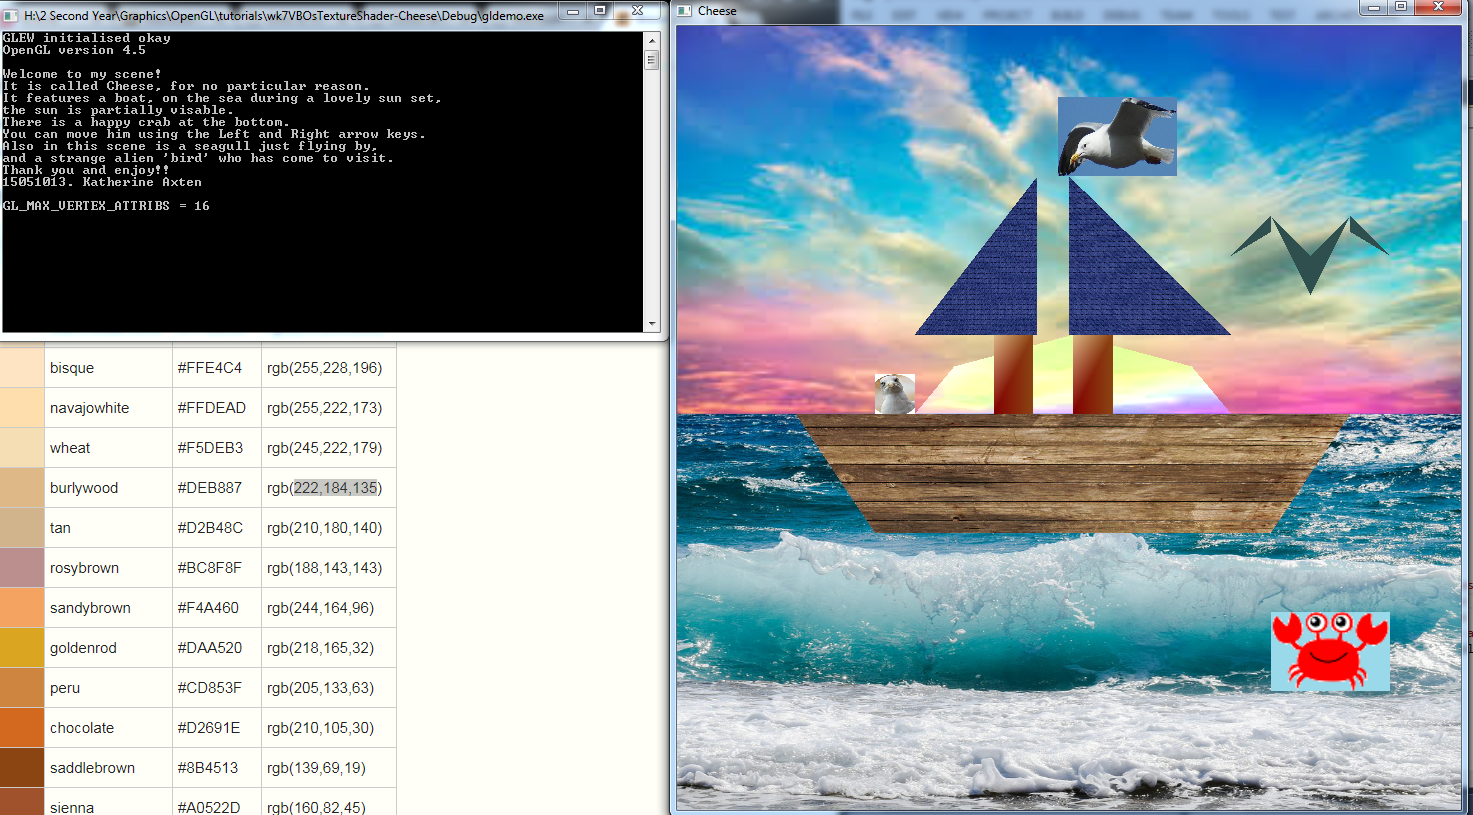 H:\2 Second Year\Graphics\OpenGL\tutorials\wk7VBOsTextureShader-Cheese\Debug\gldemo.exe
GLEW initialised okay
OpenGL version 4.5
Welcome to my scene!
It is called Cheese, for no particular reason.
It features a boat, on the sea during a lovely sun set,
the sun is partially visable.
There is a happy crab at the bottom.
You can move him using the Left and Right arrow keys.
Also in this scene is a seagull just flying by,
and a strange alien 'bird' who has come to visit.
Thank you and enjoy!!
15051013. Katherine Axten
GL_MAX_VERTEX_ATTRIBS = 16
bisque #FFE4C4 rgb(255,228,196)
navajowhite #FFDEAD rgb(255,222,173)
wheat #F5DEB3 rgb(245,222,179)
burlywood #DEB887 rgb(222,184,135)
tan #D2B48C rgb(210,180,140)
rosybrown #BC8F8F rgb(188,143,143)
sandybrown #F4A460 rgb(244,164,96)
goldenrod #DAA520 rgb(218,165,32)
peru #CD853F rgb(205,133,63)
chocolate #D2691E rgb(210,105,30)
saddlebrown #8B4513 rgb(139,69,19)
sienna #A0522D rgb(160,82,45)
Cheese